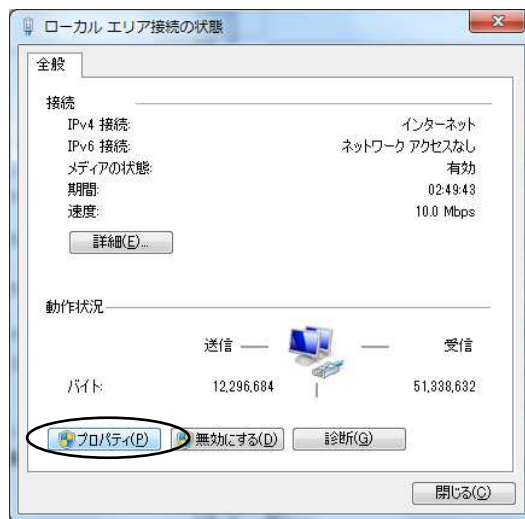 ローカル エリア接続の状態
全般
接続
IPv4 接続: インターネット
IPv6 接続: ネットワーク アクセスなし
メディアの状態: 有効
期間: 02:49:43
速度: 10.0 Mbps
詳細(E)...
動作状況
送信 受信
バイト: 12,296,684 51,338,632
プロパティ(P) 無効にする(D) 診断(G)
閉じる(C)